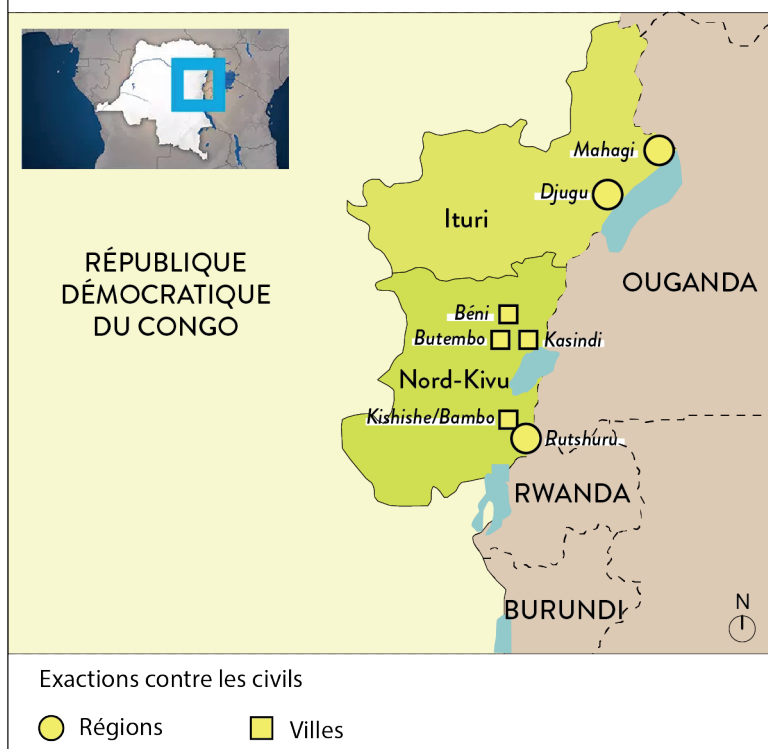 Mahagi
Djugu
Ituri
RÉPUBLIQUE
DÉMOCRATIQUE
DU CONGO
OUGANDA
Béni
Butembo
Kasindi
Nord-Kivu
Kishishe/Bambo
Rutshuru
RWANDA
BURUNDI
N
Exactions contre les civils
Régions
Villes